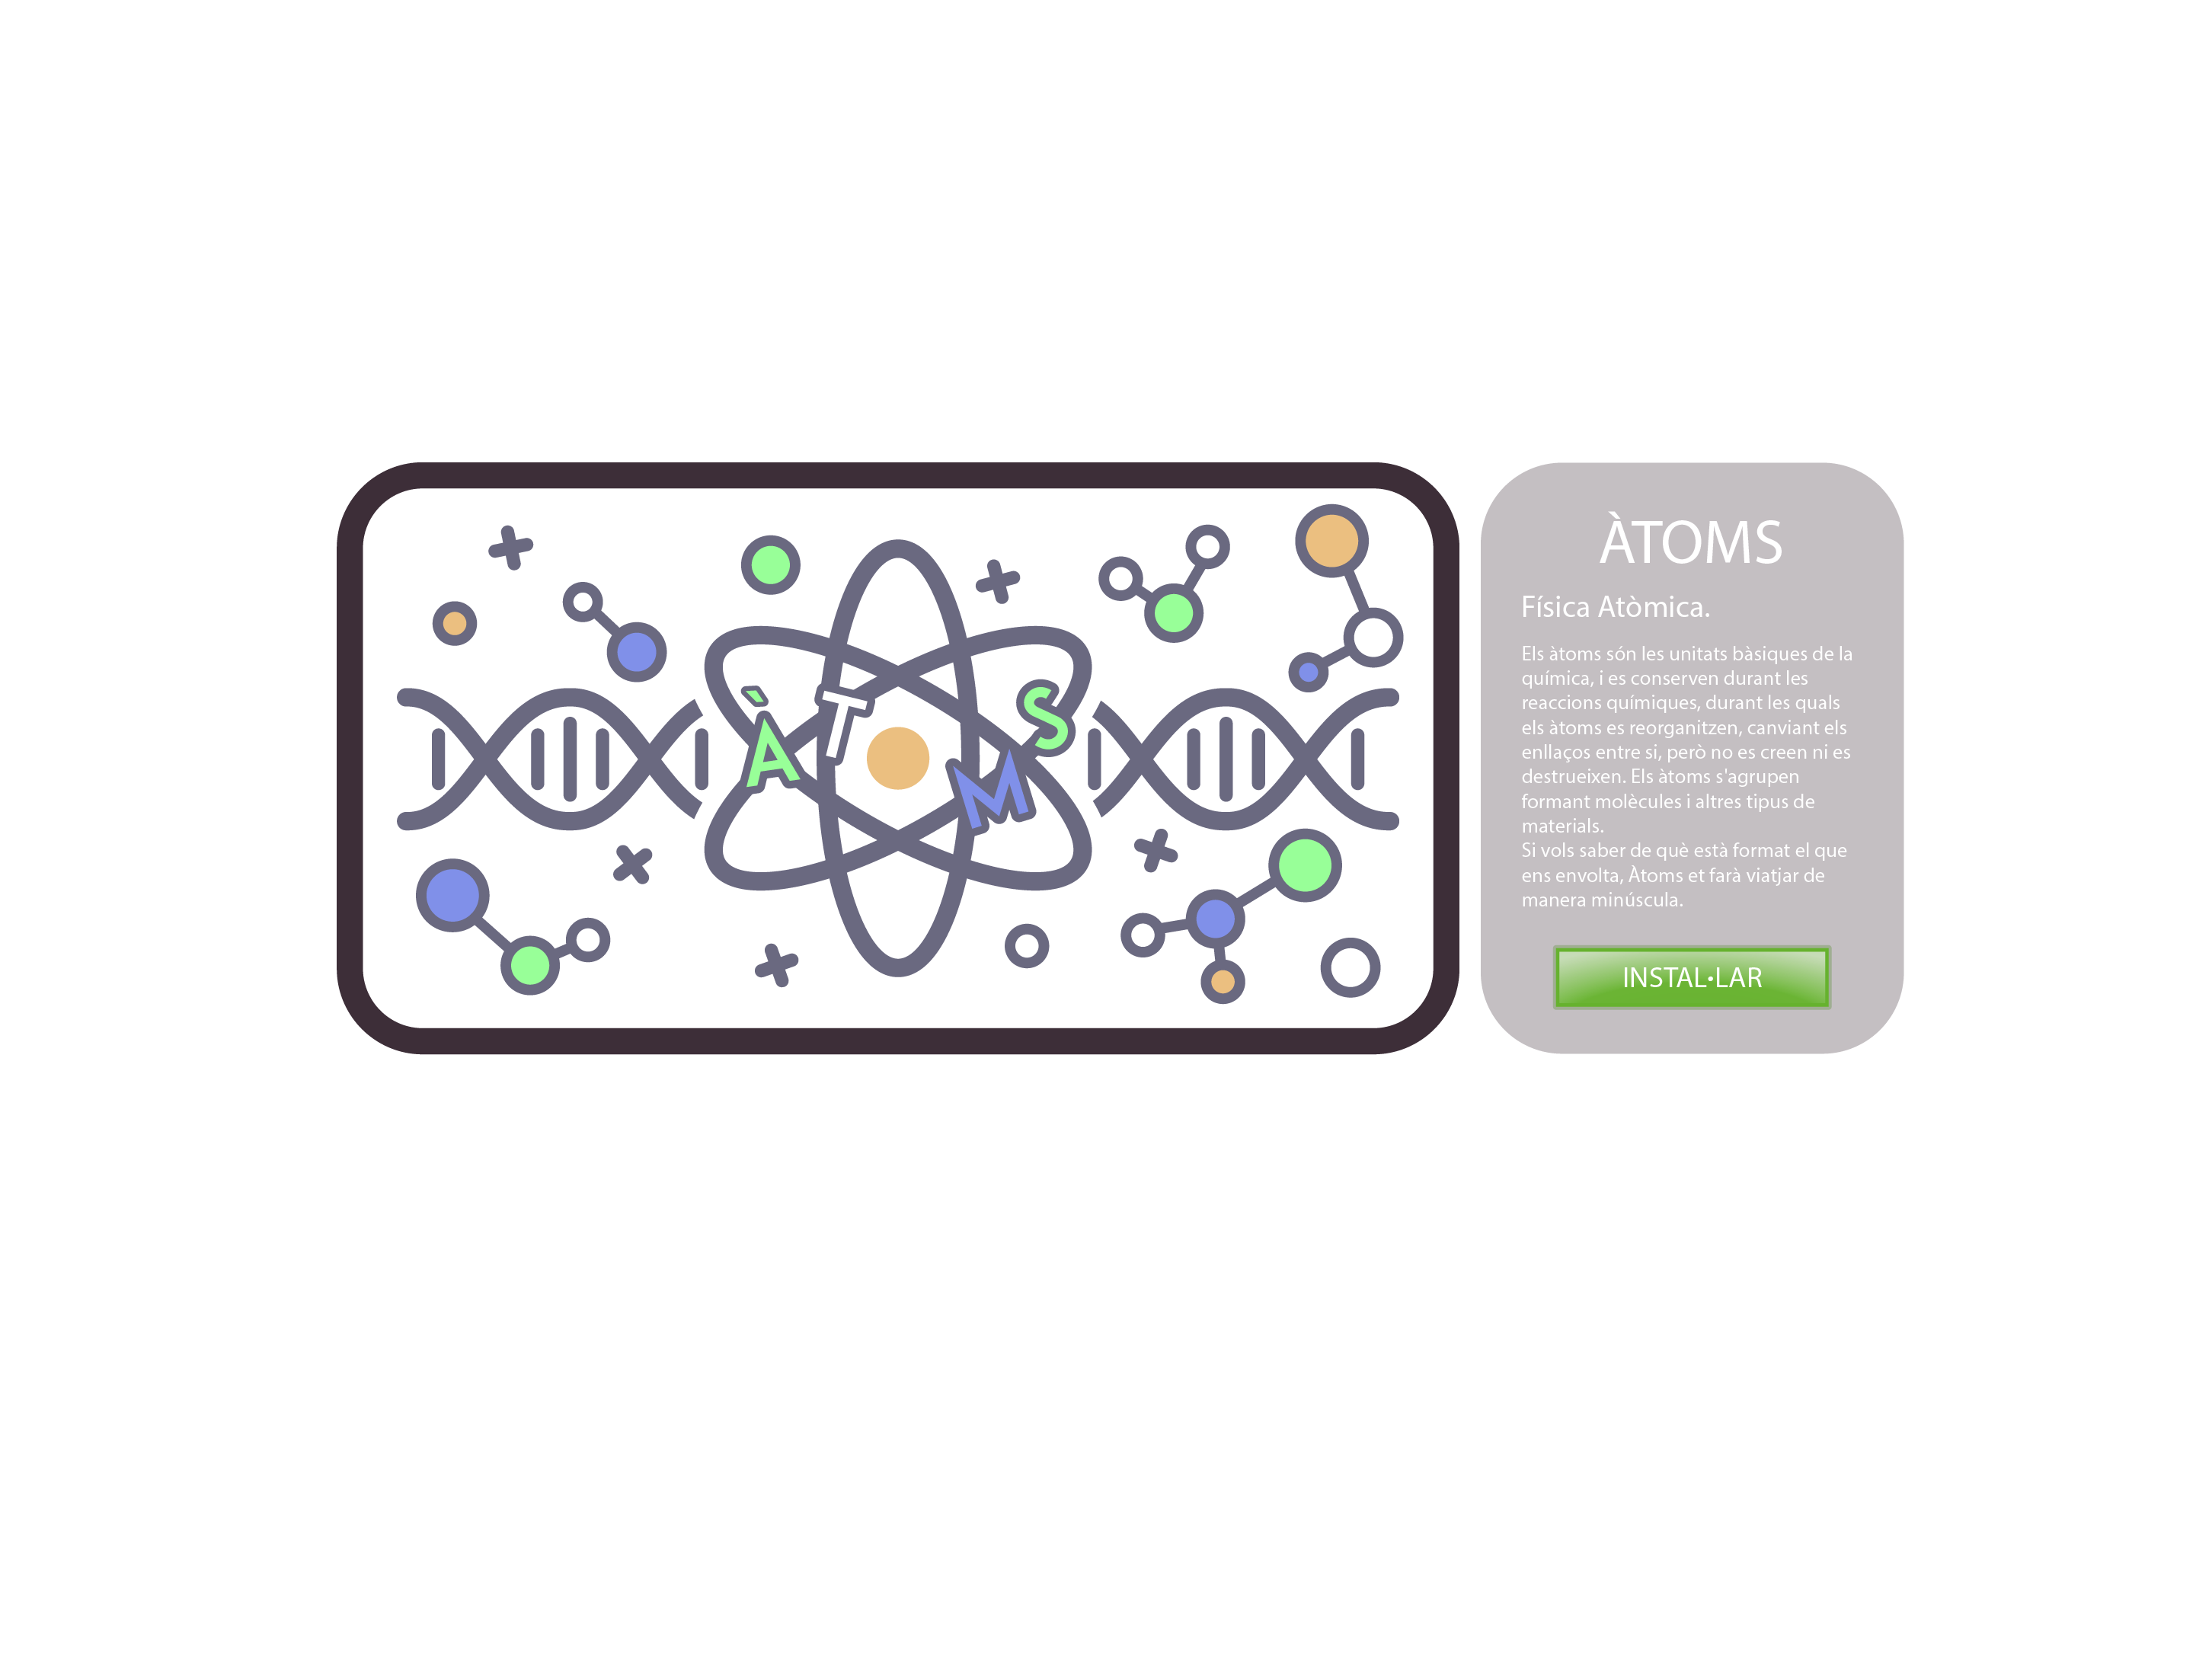 ÀT MS
ÀTOMS
Física Atòmica.
Els àtoms són les unitats bàsiques de la
química, i es conserven durant les
reaccions químiques, durant les quals
els àtoms es reorganitzen, canviant els
enllaços entre si, però no es creen ni es
destrueixen. Els àtoms s'agrupen
formant molècules i altres tipus de
materials.
Si vols saber de què està format el que
ens envolta, Àtoms et farà viatjar de
manera minúscula.
INSTAL·LAR